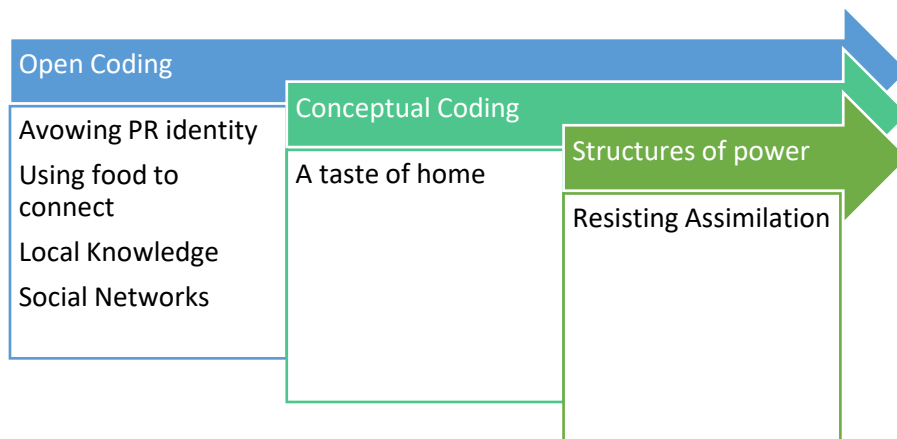 Open Coding
Avowing PR identity
Using food to
connect
Local Knowledge
Social Networks
Conceptual Coding
A taste of home
Structures of power
Resisting Assimilation